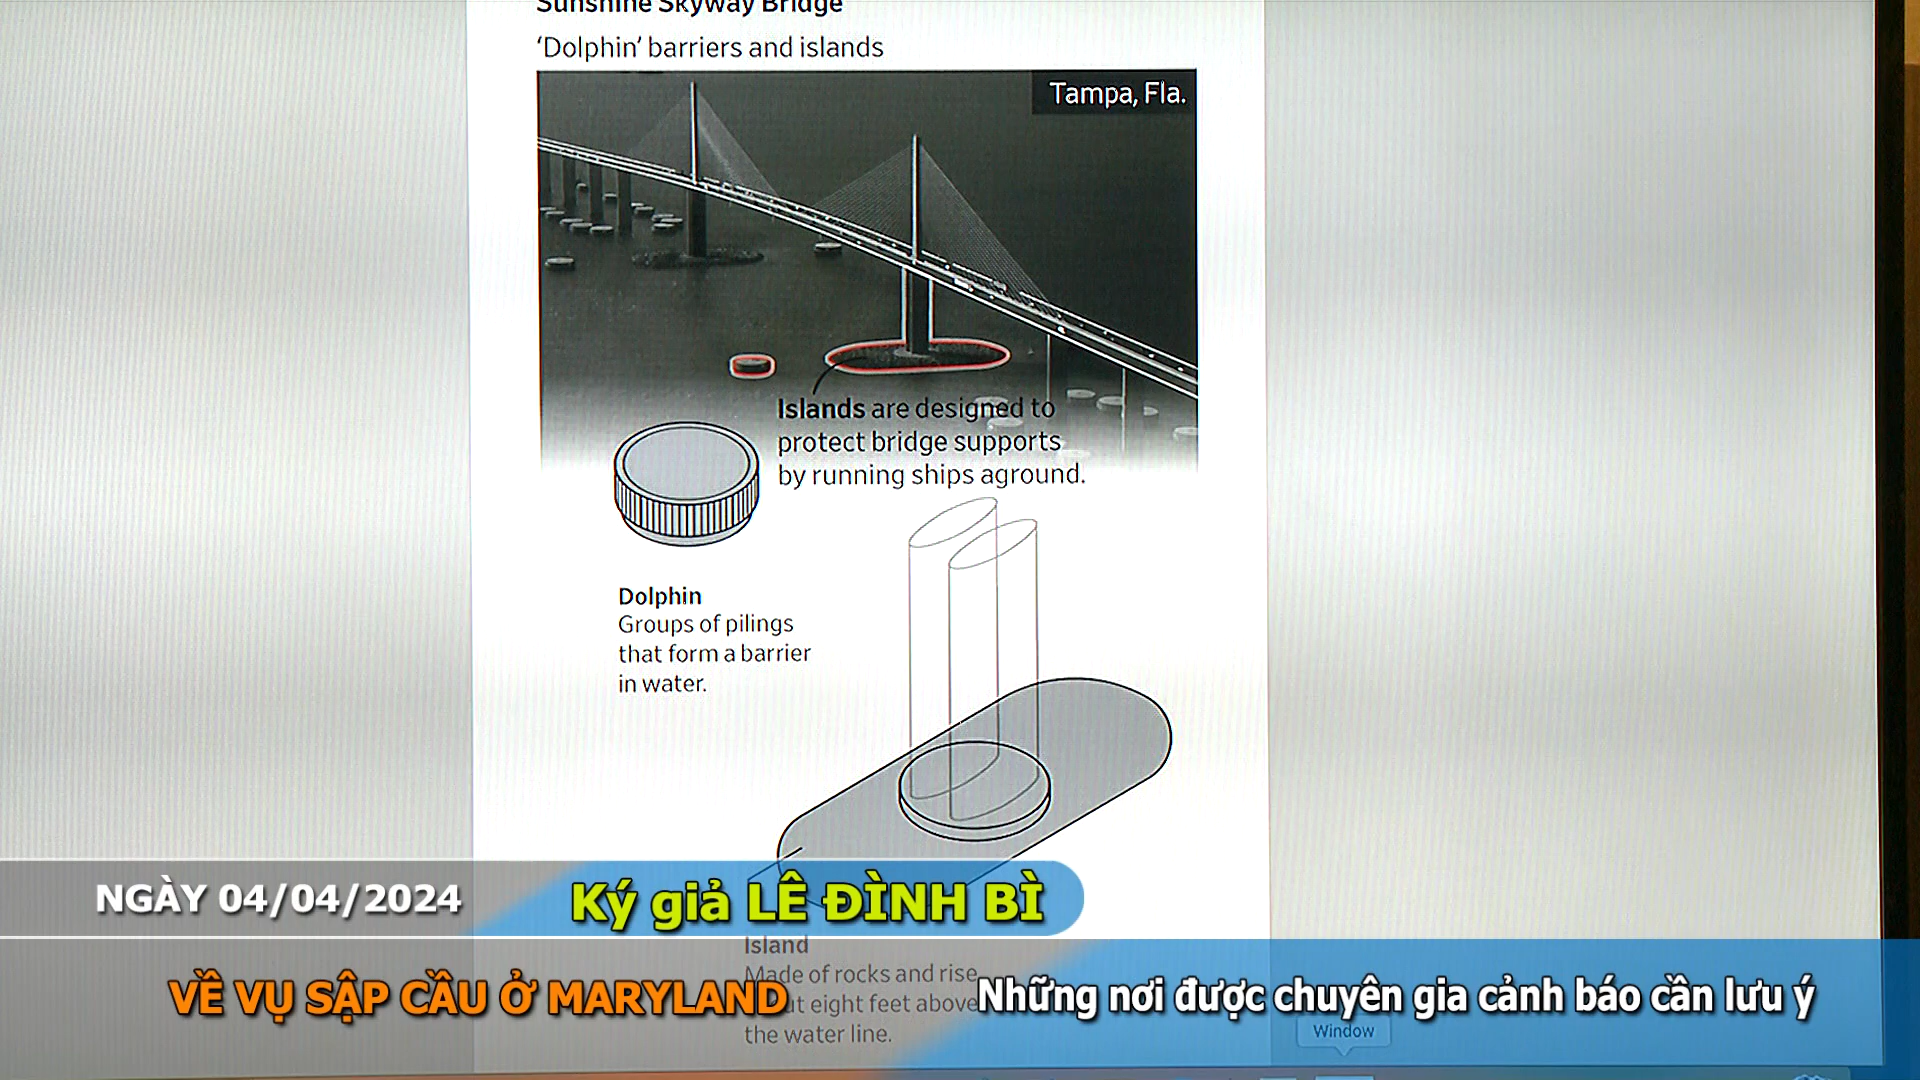 Sunshine Skyway Bridge
‘Dolphin’ barriers and islands
Tampa, Fla.
Islands are designed to
protect bridge supports
by running ships aground.
Dolphin
Groups of pilings
that form a barrier
in water.
NGÀY 04/04/2024
Ký giả LÊ ĐÌNH BÌ
Island
Made of rocks and rise
eight feet above
the water line.
VỀ VỤ SẬP CẦU Ở MARYLAND
Những nơi được chuyên gia cảnh báo cần lưu ý
Window